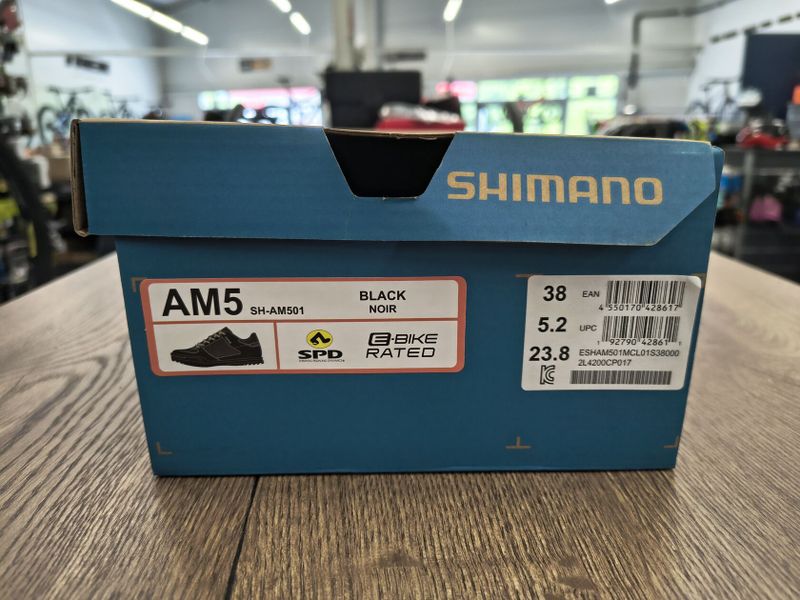 SHIMANO
AM5 SH-AM501
BLACK
NOIR
SPD
E-BIKE
RATED
38 EAN
4 550170 428617
5.2 UPC
1 92790 42861 1
23.8 ESHAM501MCL01S38000
2L4200CP017